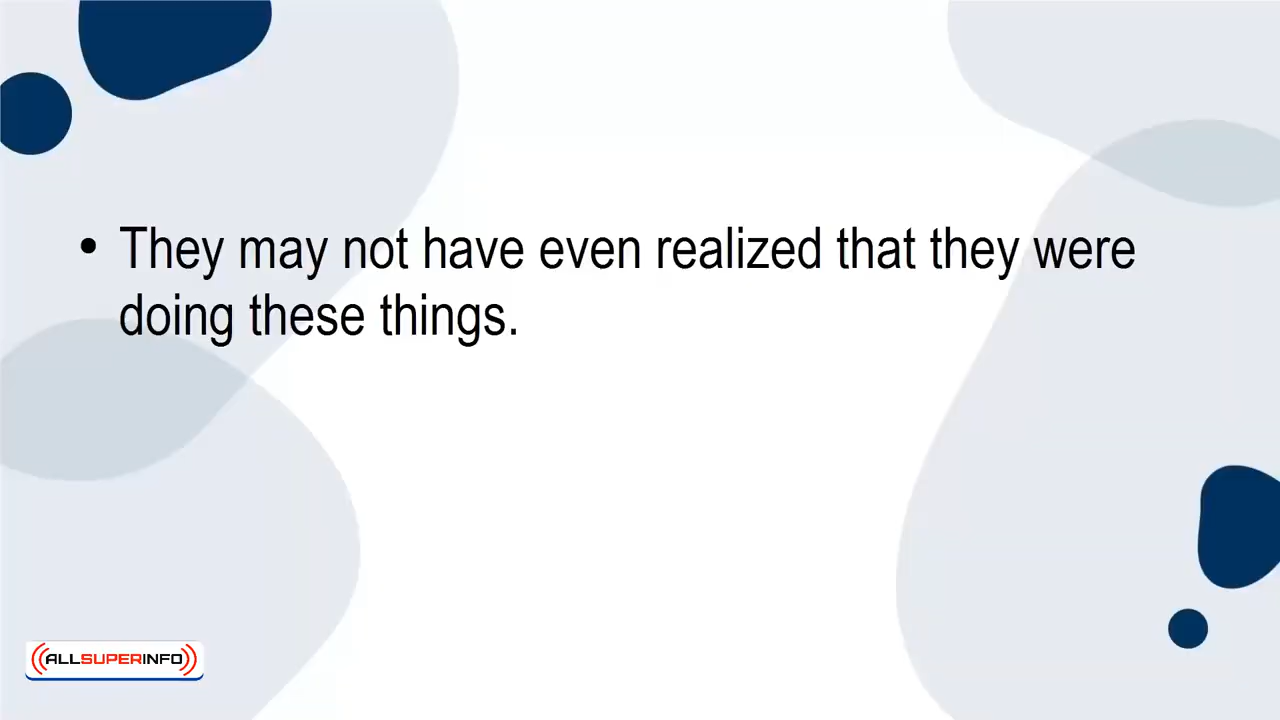 • They may not have even realized that they were
doing these things.
((ALLSUPERINFO))